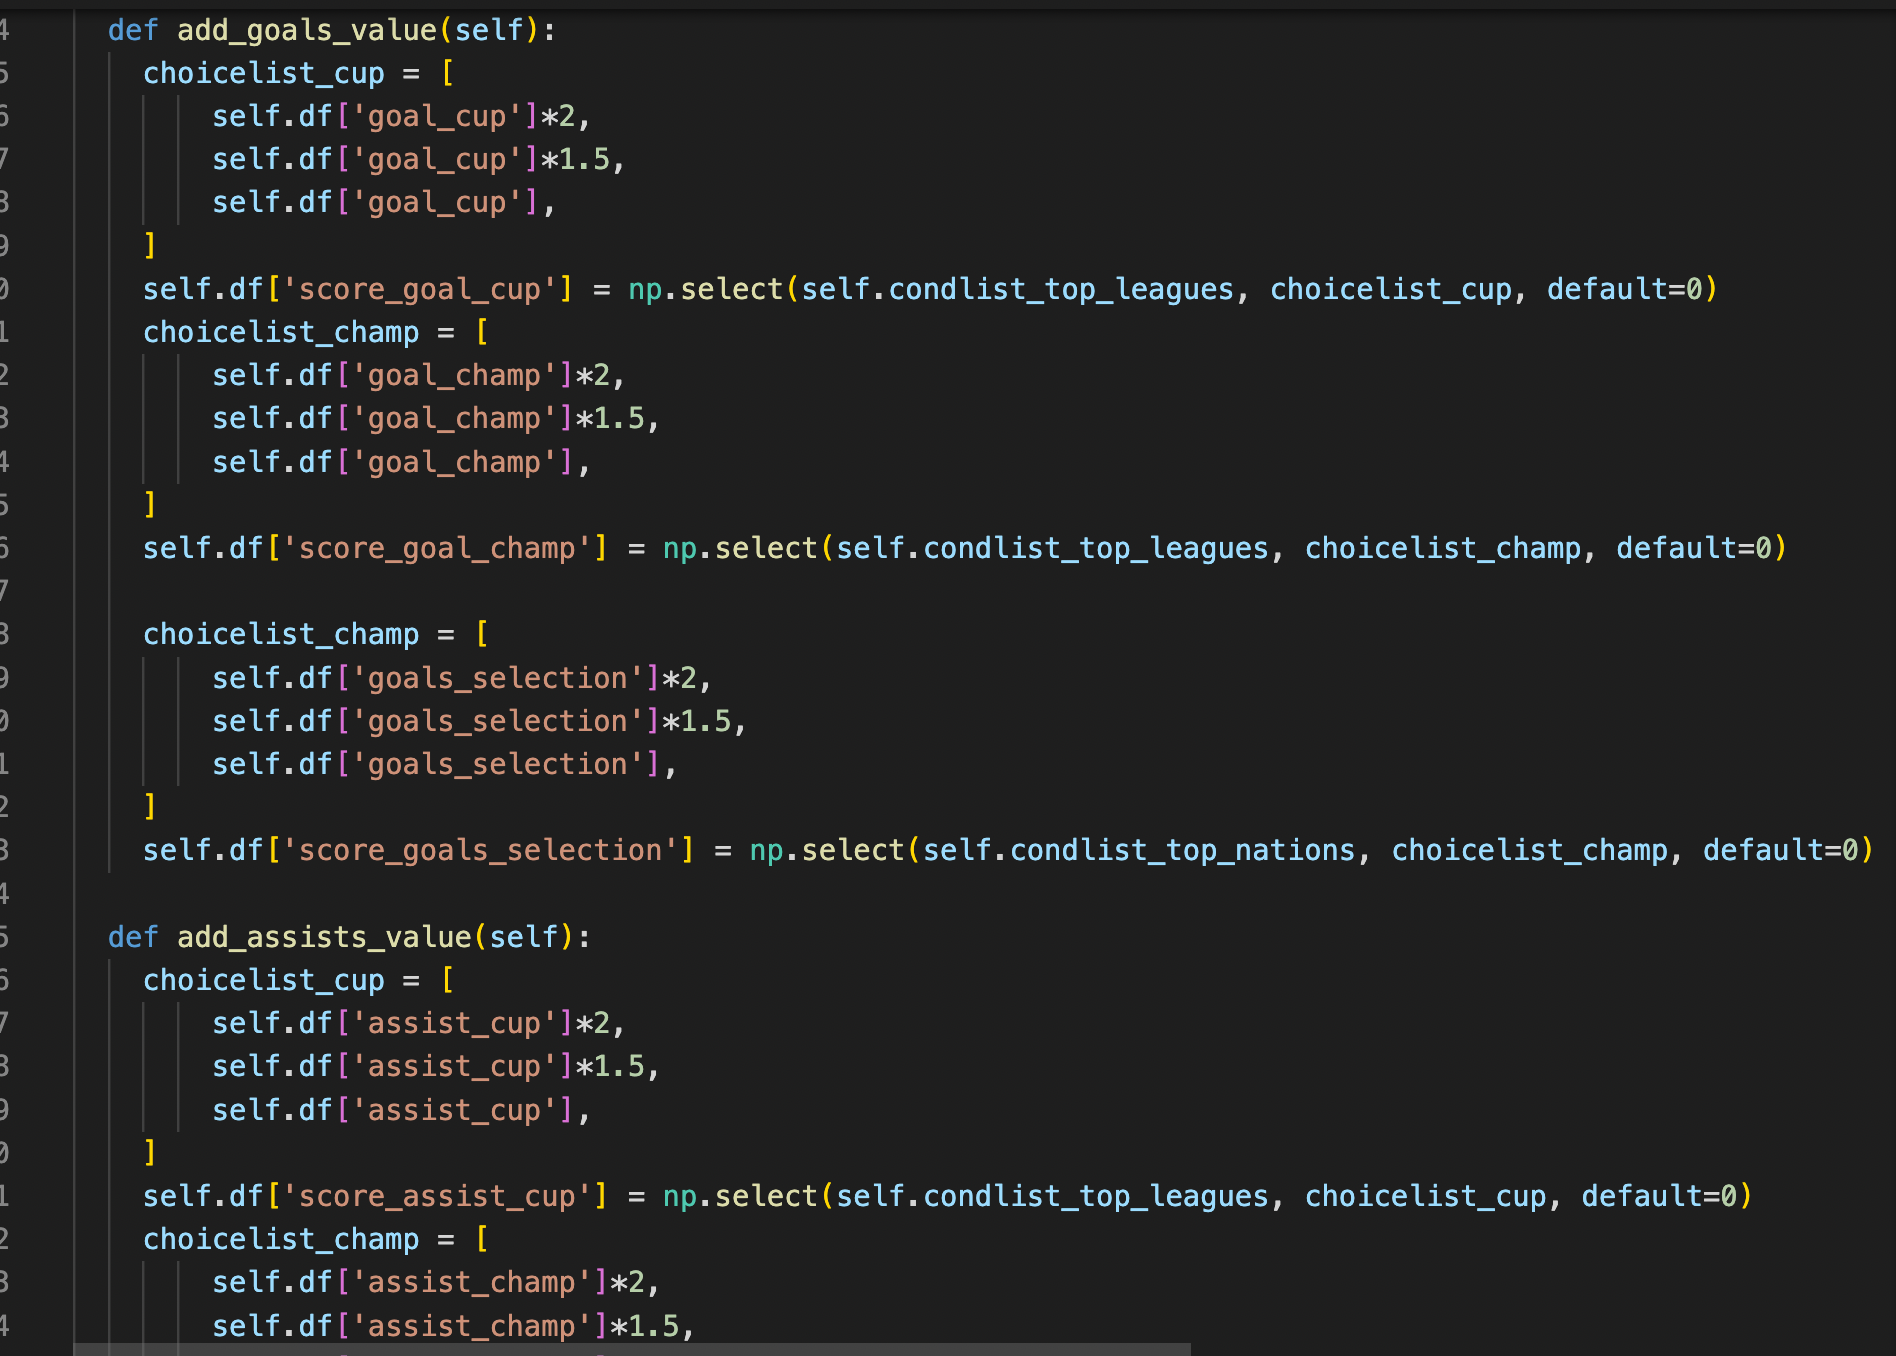 4 def add_goals_value(self):
5 choicelist_cup = [
6 self.df['goal_cup']*2,
7 self.df['goal_cup']*1.5,
8 self.df['goal_cup'],
9 ]
0 self.df['score_goal_cup'] = np.select(self.condlist_top_leagues, choicelist_cup, default=0)
1 choicelist_champ = [
2 self.df['goal_champ']*2,
3 self.df['goal_champ']*1.5,
4 self.df['goal_champ'],
5 ]
6 self.df['score_goal_champ'] = np.select(self.condlist_top_leagues, choicelist_champ, default=0)
7
8 choicelist_champ = [
9 self.df['goals_selection']*2,
0 self.df['goals_selection']*1.5,
1 self.df['goals_selection'],
2 ]
3 self.df['score_goals_selection'] = np.select(self.condlist_top_nations, choicelist_champ, default=0)
4
5 def add_assists_value(self):
6 choicelist_cup = [
7 self.df['assist_cup']*2,
8 self.df['assist_cup']*1.5,
9 self.df['assist_cup'],
0 ]
1 self.df['score_assist_cup'] = np.select(self.condlist_top_leagues, choicelist_cup, default=0)
2 choicelist_champ = [
3 self.df['assist_champ']*2,
4 self.df['assist_champ']*1.5,